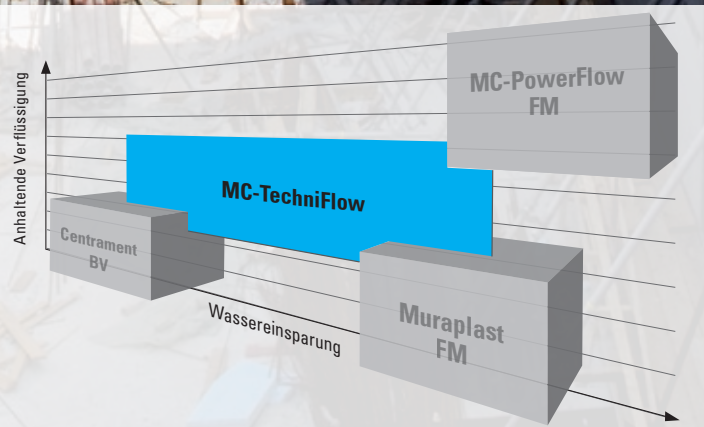 Anhaltende Verflüssigung
MC-PowerFlow
FM
MC-TechniFlow
Centrament
BV
Muraplast
FM
Wassereinsparung